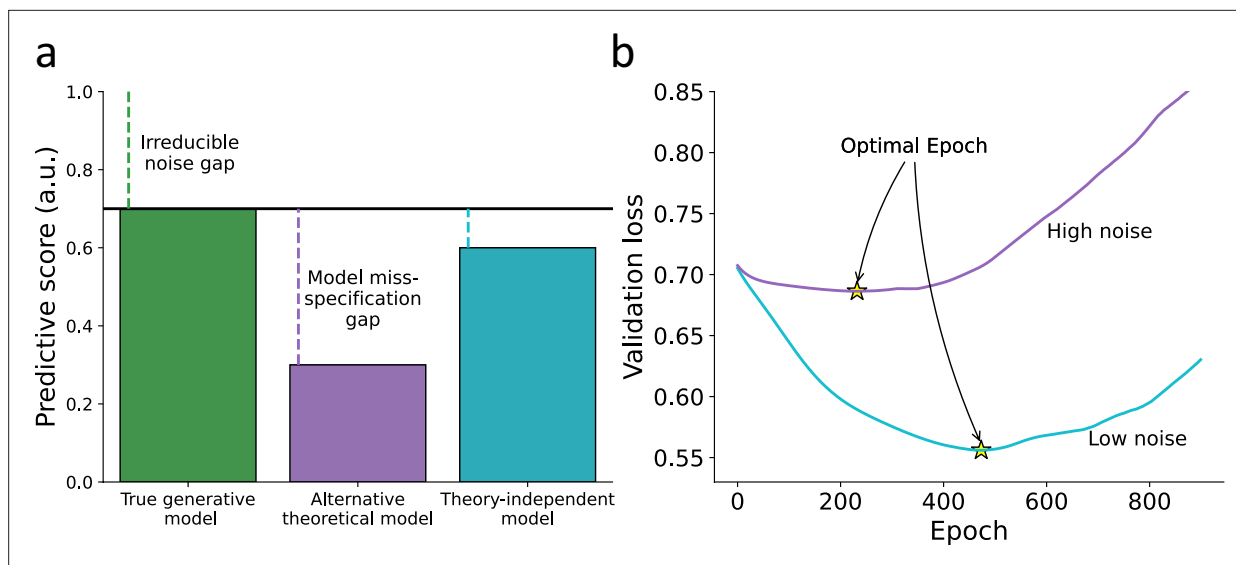 a
Predictive score (a.u.)
1.0
0.8
0.6
0.4
0.2
0.0
Irreducible
noise gap
Model miss-
specification
gap
True generative
model
Alternative
theoretical model
Theory-independent
model
b
Validation loss
0.85
0.80
0.75
0.70
0.65
0.60
0.55
Optimal Epoch
High noise
Low noise
0
200
400
600
800
Epoch